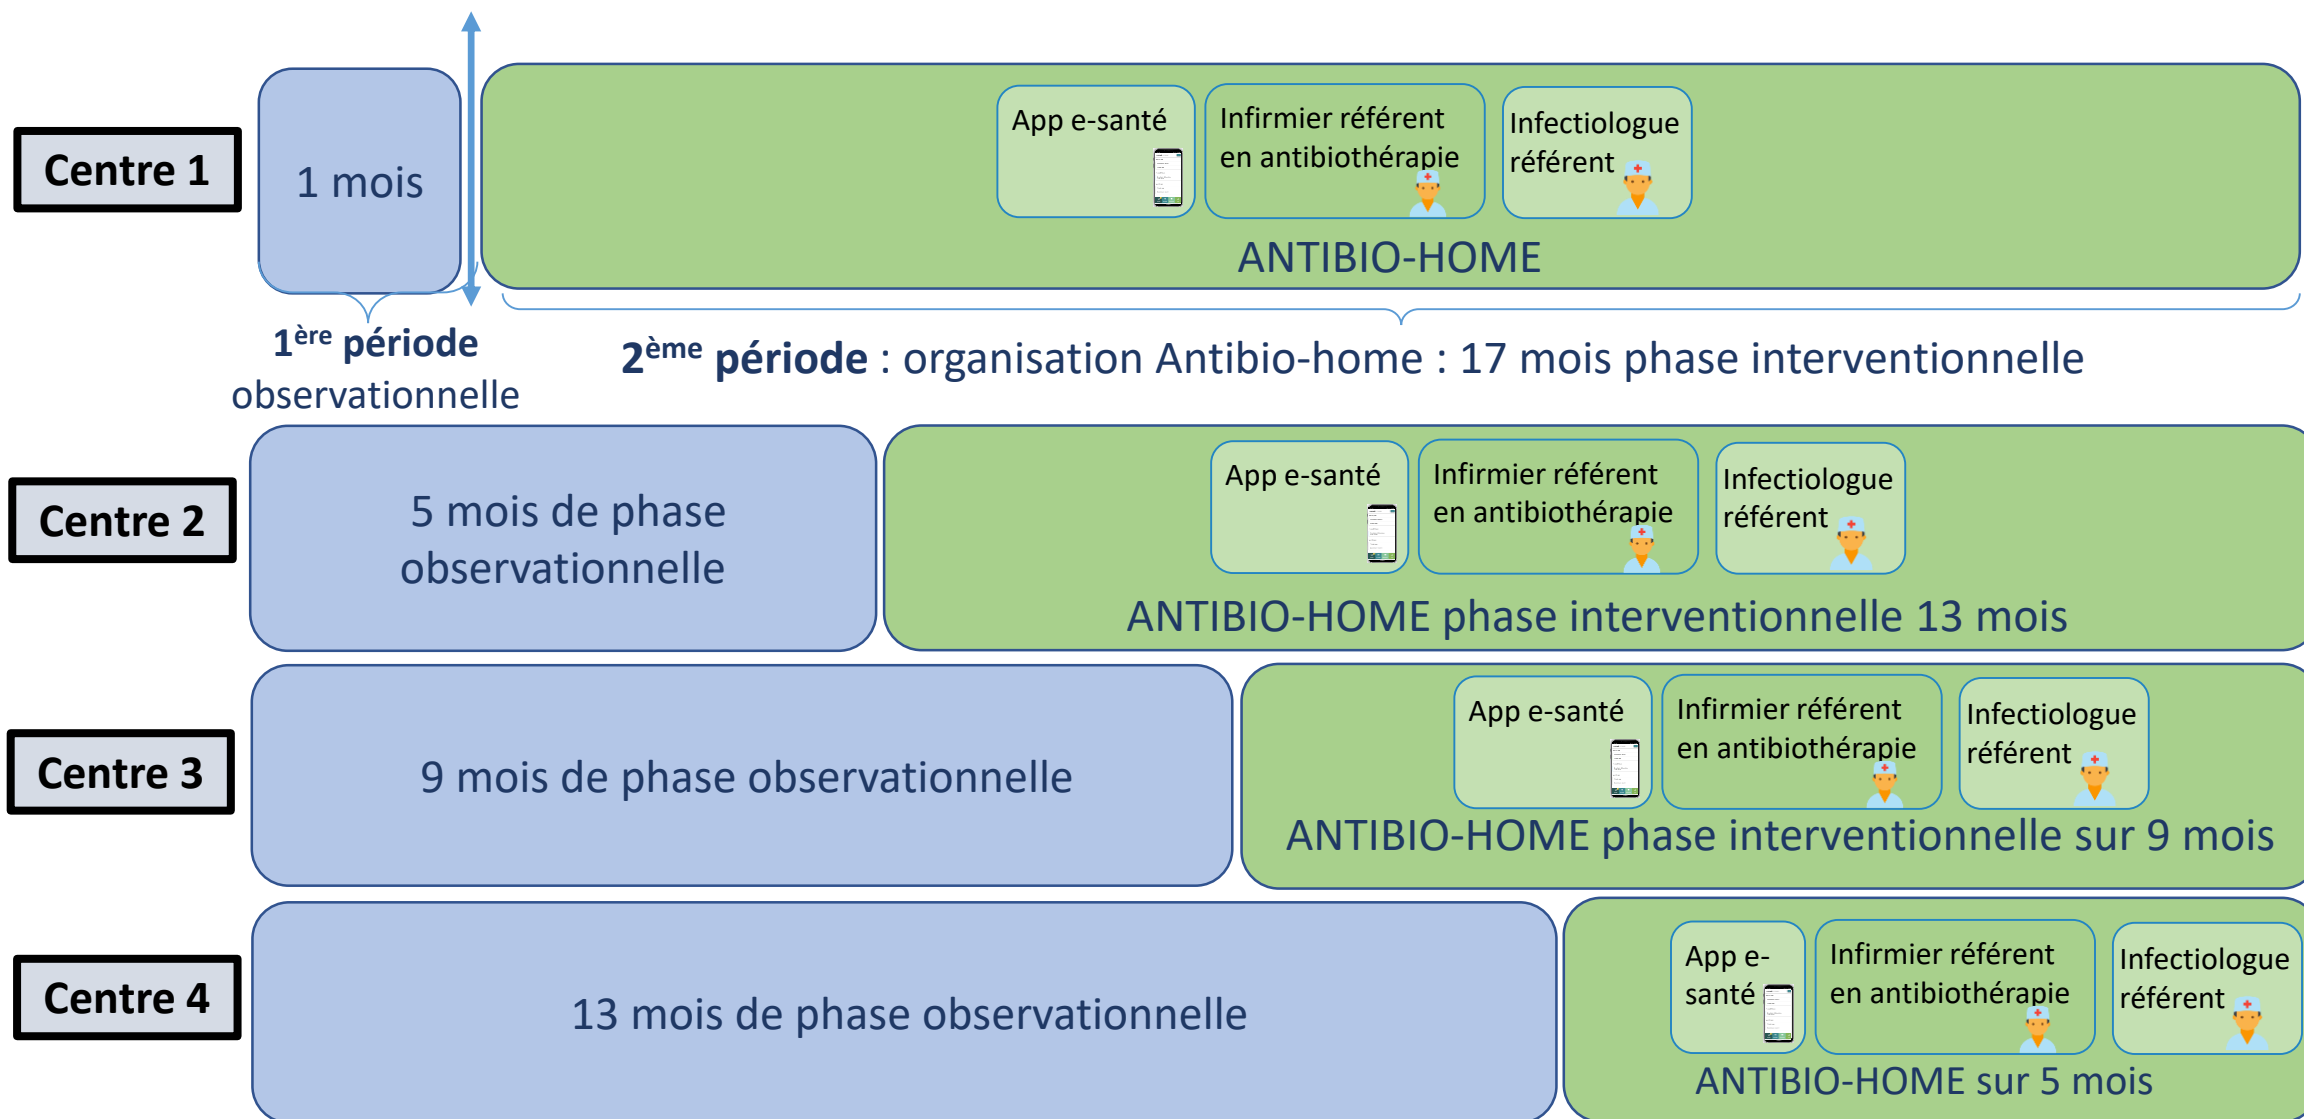 Centre 1
1 mois
App e-santé
Infirmier référent
en antibiothérapie
Infectiologue
référent
ANTIBIO-HOME
1ère période
observationnelle
2ème période : organisation Antibio-home : 17 mois phase interventionnelle
Centre 2
5 mois de phase
observationnelle
App e-santé
Infirmier référent
en antibiothérapie
Infectiologue
référent
ANTIBIO-HOME phase interventionnelle 13 mois
Centre 3
9 mois de phase observationnelle
App e-santé
Infirmier référent
en antibiothérapie
Infectiologue
référent
ANTIBIO-HOME phase interventionnelle sur 9 mois
Centre 4
13 mois de phase observationnelle
App e-
santé
Infirmier référent
en antibiothérapie
Infectiologue
référent
ANTIBIO-HOME sur 5 mois